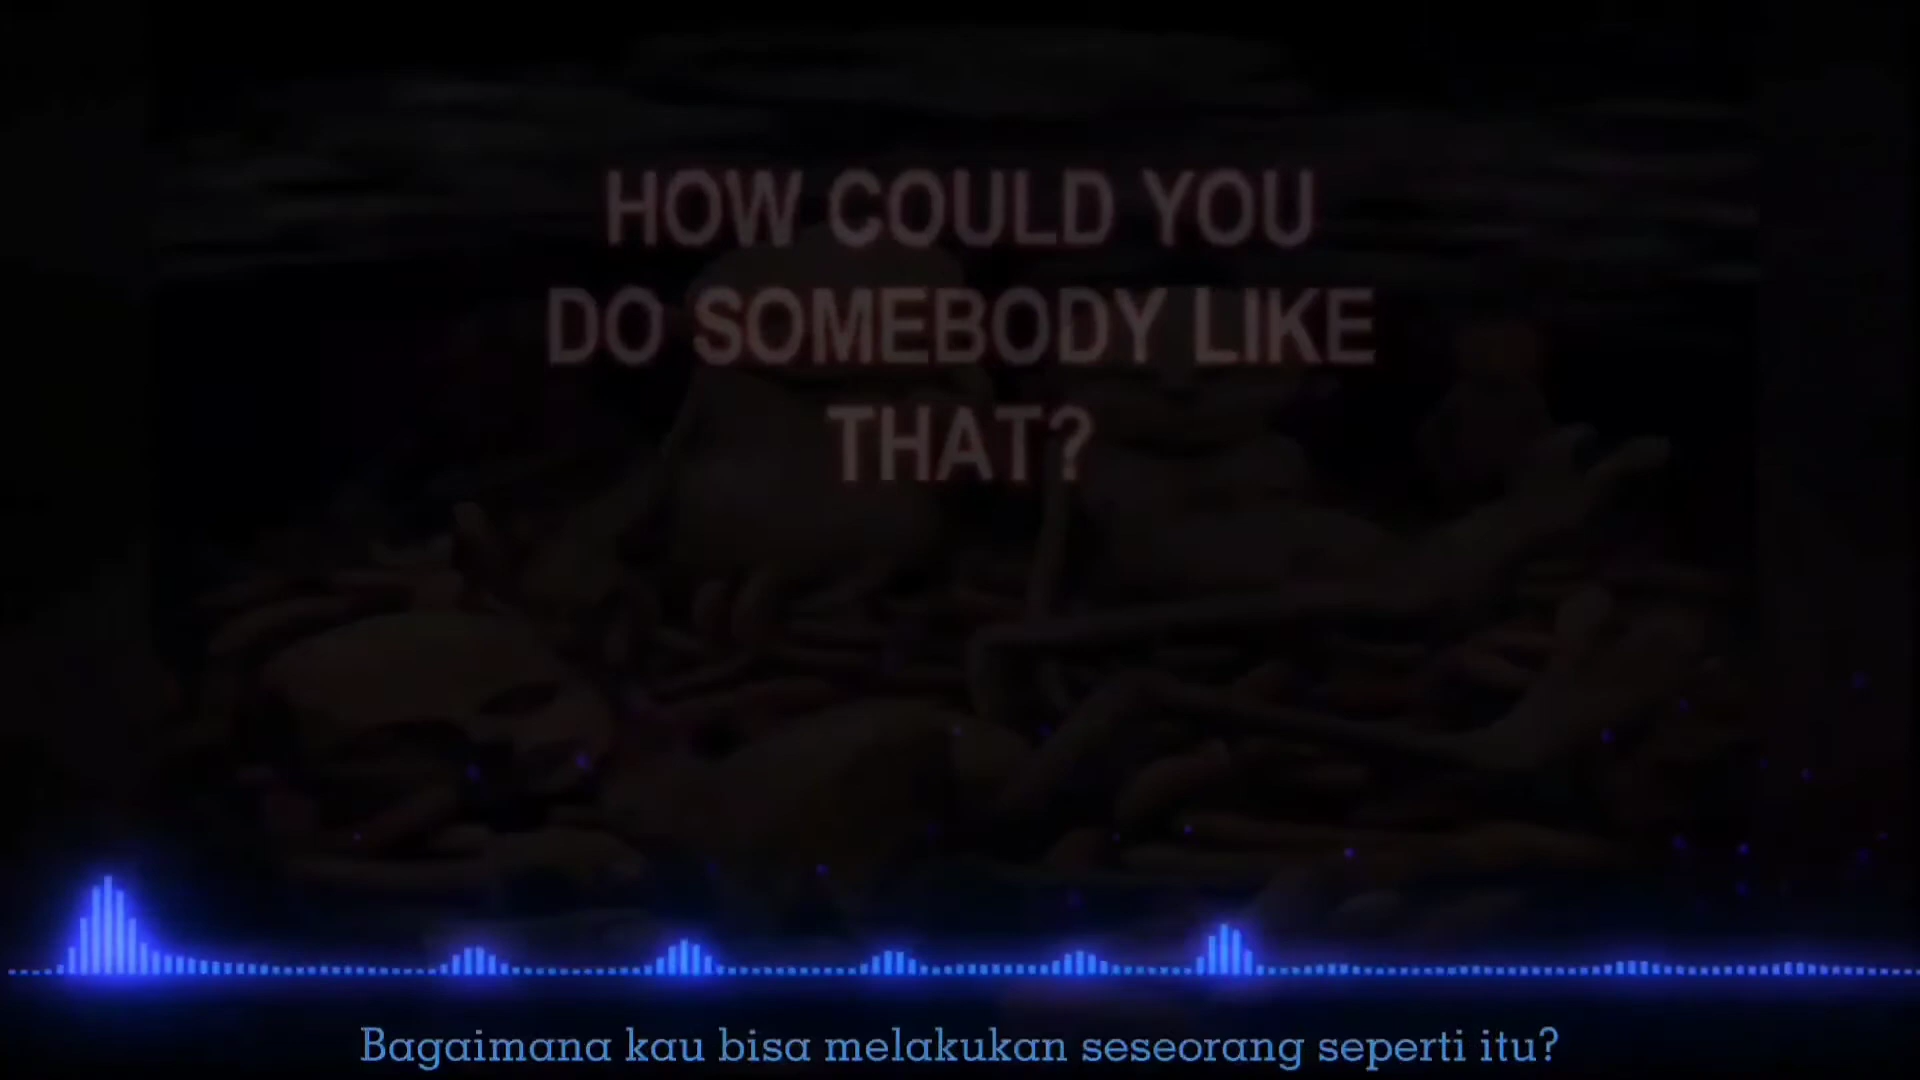 HOW COULD YOU
DO SOMEBODY LIKE
THAT?
Bagaimana kau bisa melakukan seseorang seperti itu?